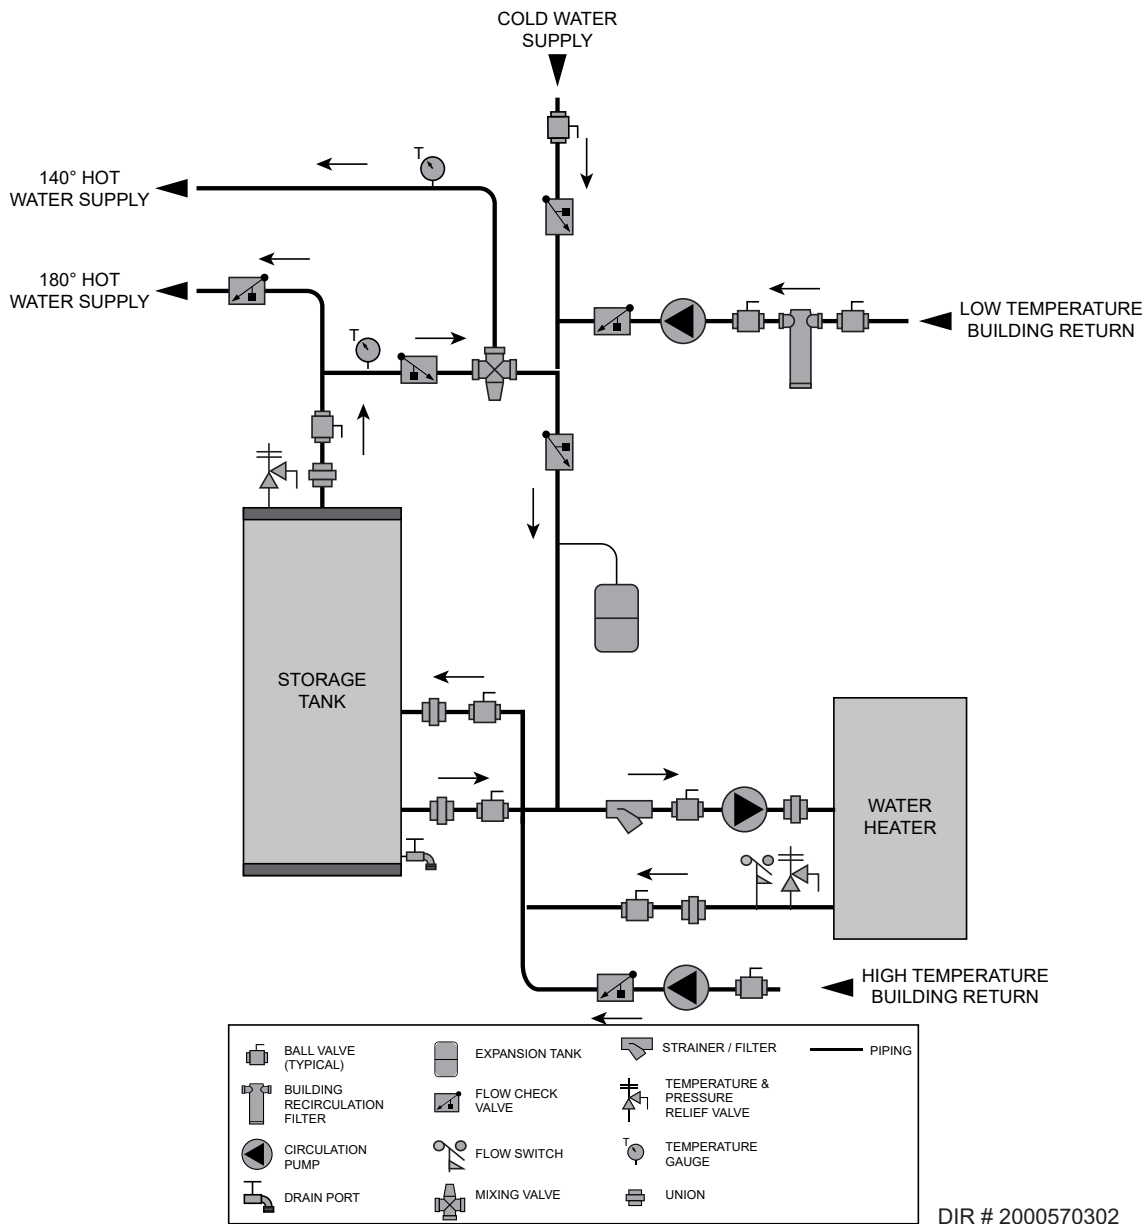 COLD WATER
SUPPLY
140° HOT
WATER SUPPLY
T
180° HOT
WATER SUPPLY
T
LOW TEMPERATURE
BUILDING RETURN
STORAGE
TANK
WATER
HEATER
HIGH TEMPERATURE
BUILDING RETURN
BALL VALVE
(TYPICAL)
BUILDING
RECIRCULATION
FILTER
CIRCULATION
PUMP
DRAIN PORT
EXPANSION TANK
FLOW CHECK
VALVE
FLOW SWITCH
MIXING VALVE
STRAINER / FILTER
TEMPERATURE &
PRESSURE
RELIEF VALVE
T
TEMPERATURE
GAUGE
UNION
PIPING
DIR # 2000570302